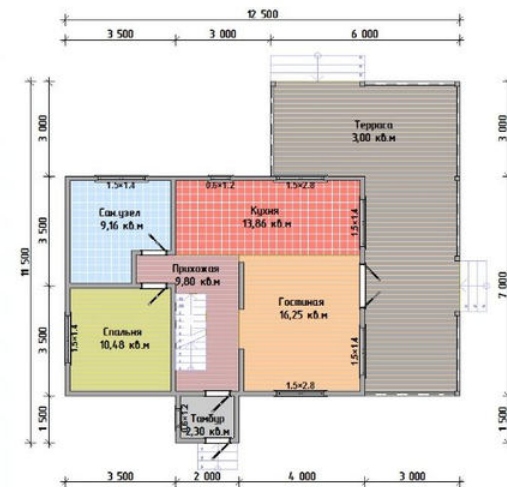 12 500
3 500
3 000
6 000
Терраса
3,00 кв.м
3 000
3 000
1.5×1.4
0.6×1.2
1.5×2.8
Сан.узел
9,16 кв.м
Кухня
13,86 кв.м
1.5×1.4
11 500
3 500
Прихожая
9,80 кв.м
7 000
Гостиная
16,25 кв.м
Спальня
10,48 кв.м
1.5×1.4
3 500
1.5×1.4
1.5×2.8
0.6×1.2
Тамбур
2,30 кв.м
1 500
1 500
3 500
2 000
4 000
3 000